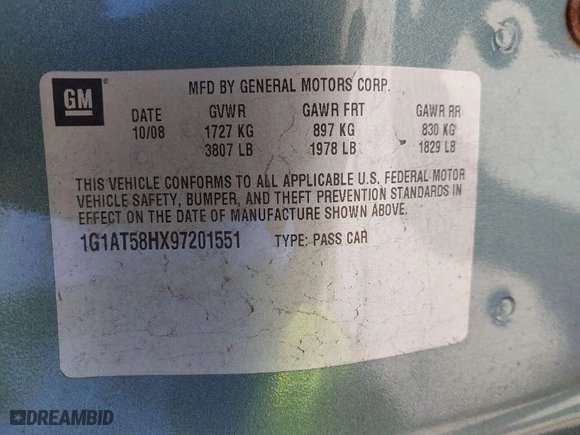 GM
MFD BY GENERAL MOTORS CORP.
DATE GVWR GAWR FRT GAWR RR
10/08 1727 KG 897 KG 830 KG
3807 LB 1978 LB 1829 LB
THIS VEHICLE CONFORMS TO ALL APPLICABLE U.S. FEDERAL MOTOR
VEHICLE SAFETY, BUMPER, AND THEFT PREVENTION STANDARDS IN
EFFECT ON THE DATE OF MANUFACTURE SHOWN ABOVE.
1G1AT58HX97201551 TYPE: PASS CAR
DREAMBID